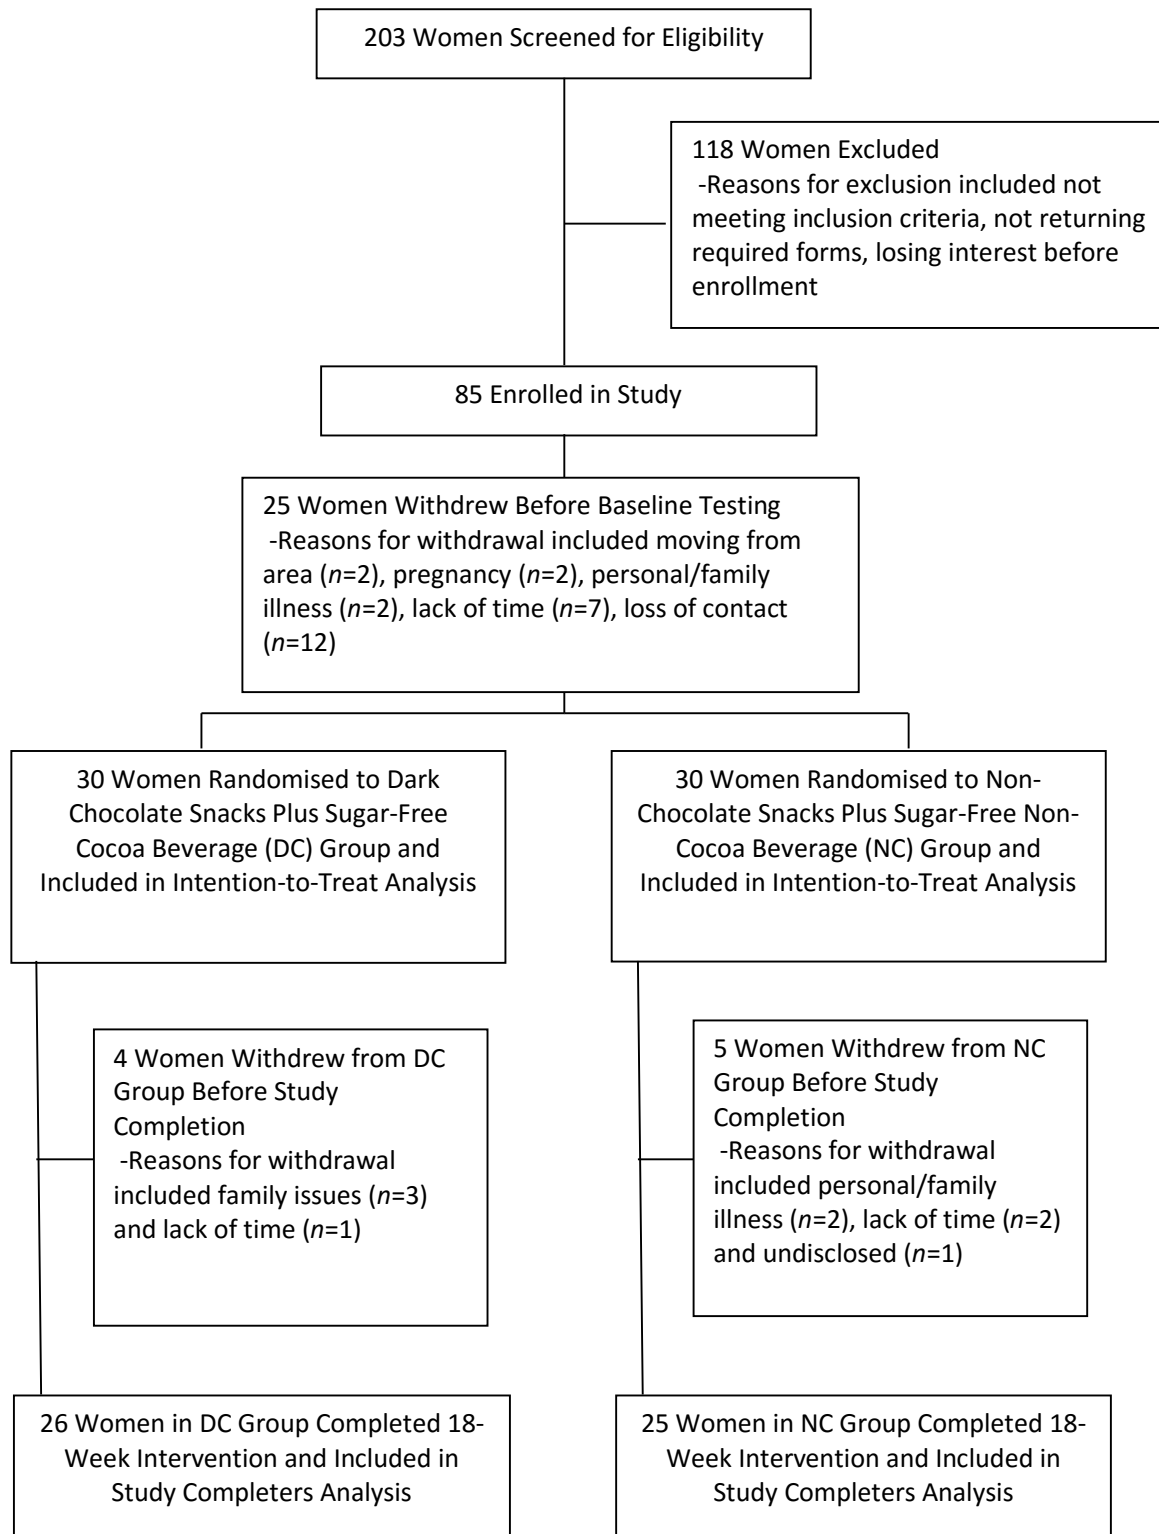 203 Women Screened for Eligibility
118 Women Excluded
-Reasons for exclusion included not
meeting inclusion criteria, not returning
required forms, losing interest before
enrollment
85 Enrolled in Study
25 Women Withdrew Before Baseline Testing
-Reasons for withdrawal included moving from
area (n=2), pregnancy (n=2), personal/family
illness (n=2), lack of time (n=7), loss of contact
(n=12)
30 Women Randomised to Dark
Chocolate Snacks Plus Sugar-Free
Cocoa Beverage (DC) Group and
Included in Intention-to-Treat Analysis
30 Women Randomised to Non-
Chocolate Snacks Plus Sugar-Free Non-
Cocoa Beverage (NC) Group and
Included in Intention-to-Treat Analysis
4 Women Withdrew from DC
Group Before Study
Completion
-Reasons for withdrawal
included family issues (n=3)
and lack of time (n=1)
5 Women Withdrew from NC
Group Before Study
Completion
-Reasons for withdrawal
included personal/family
illness (n=2), lack of time (n=2)
and undisclosed (n=1)
26 Women in DC Group Completed 18-
Week Intervention and Included in
Study Completers Analysis
25 Women in NC Group Completed 18-
Week Intervention and Included in
Study Completers Analysis